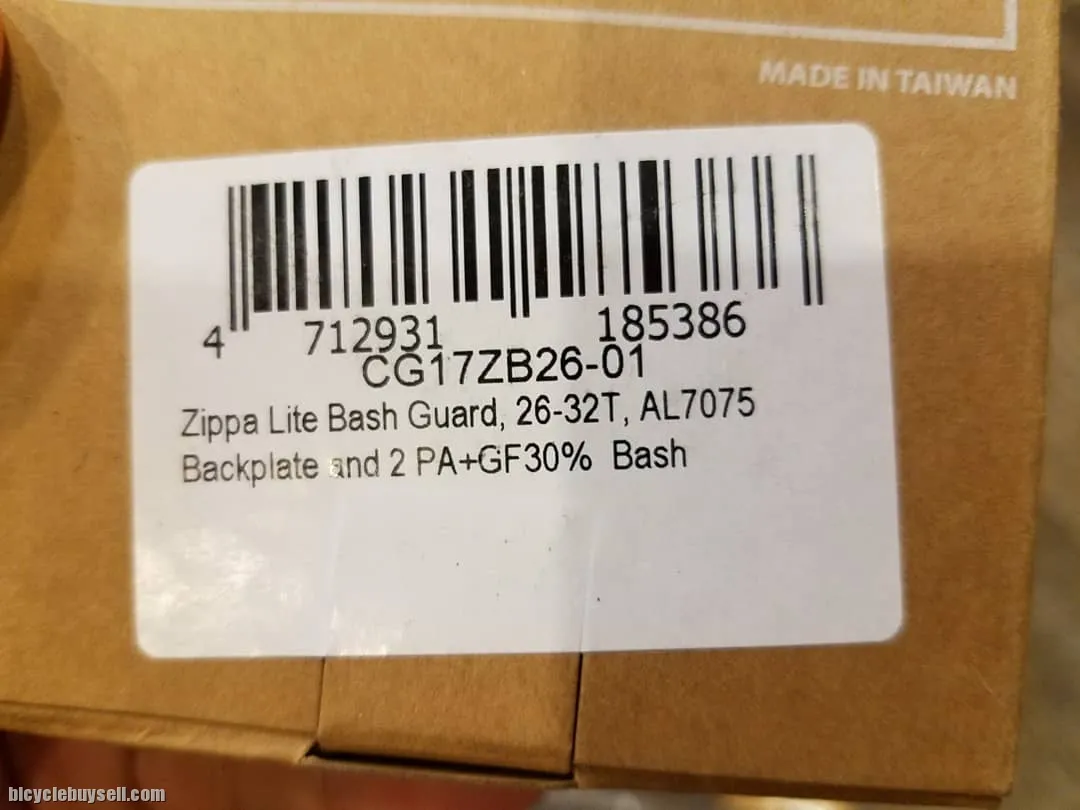 MADE IN TAIWAN
4 712931 185386
CG17ZB26-01
Zippa Lite Bash Guard, 26-32T, AL7075
Backplate and 2 PA+GF30% Bash
bicyclebuysell.com